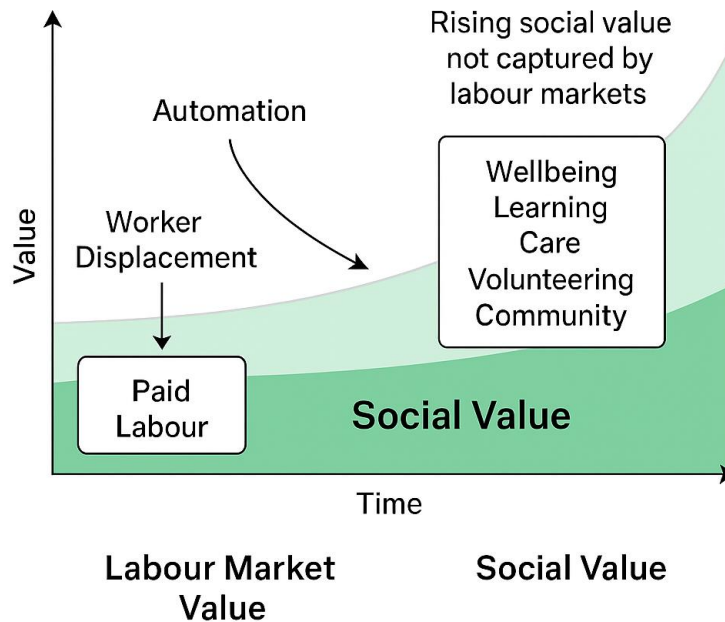 Rising social value
not captured by
labour markets
Automation
Wellbeing
Learning
Care
Volunteering
Community
Worker
Displacement
Value
Paid
Labour
Social Value
Time
Labour Market
Value
Social Value